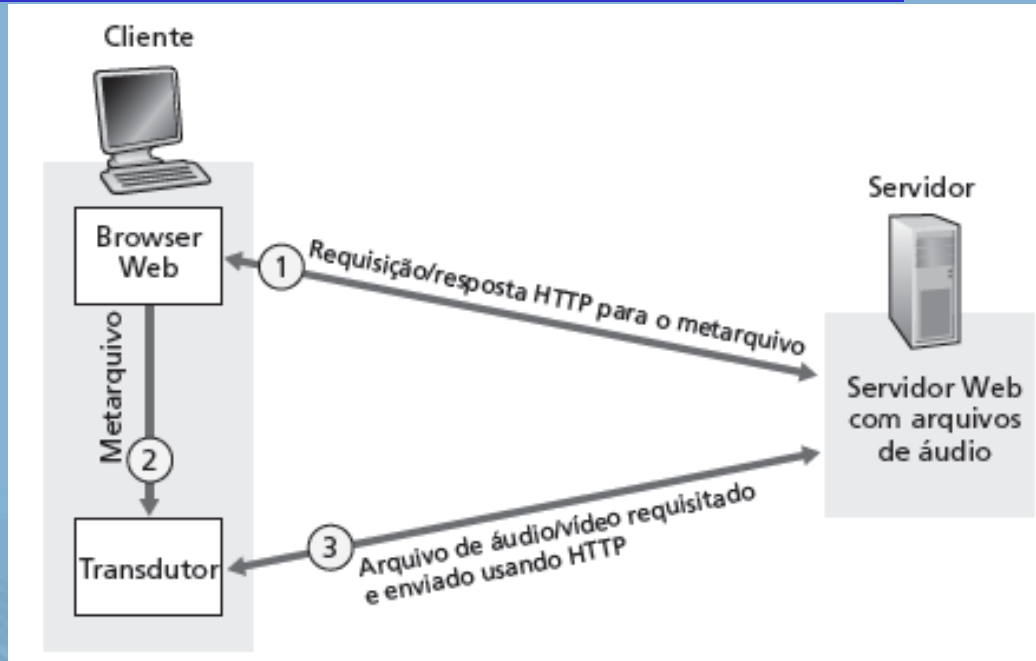 Cliente
Browser
Web
Metarquivo
2
Transdutor
1
Requisição/resposta HTTP para o metarquivo
3
Arquivo de áudio/vídeo requisitado
e enviado usando HTTP
Servidor
Servidor Web
com arquivos
de áudio